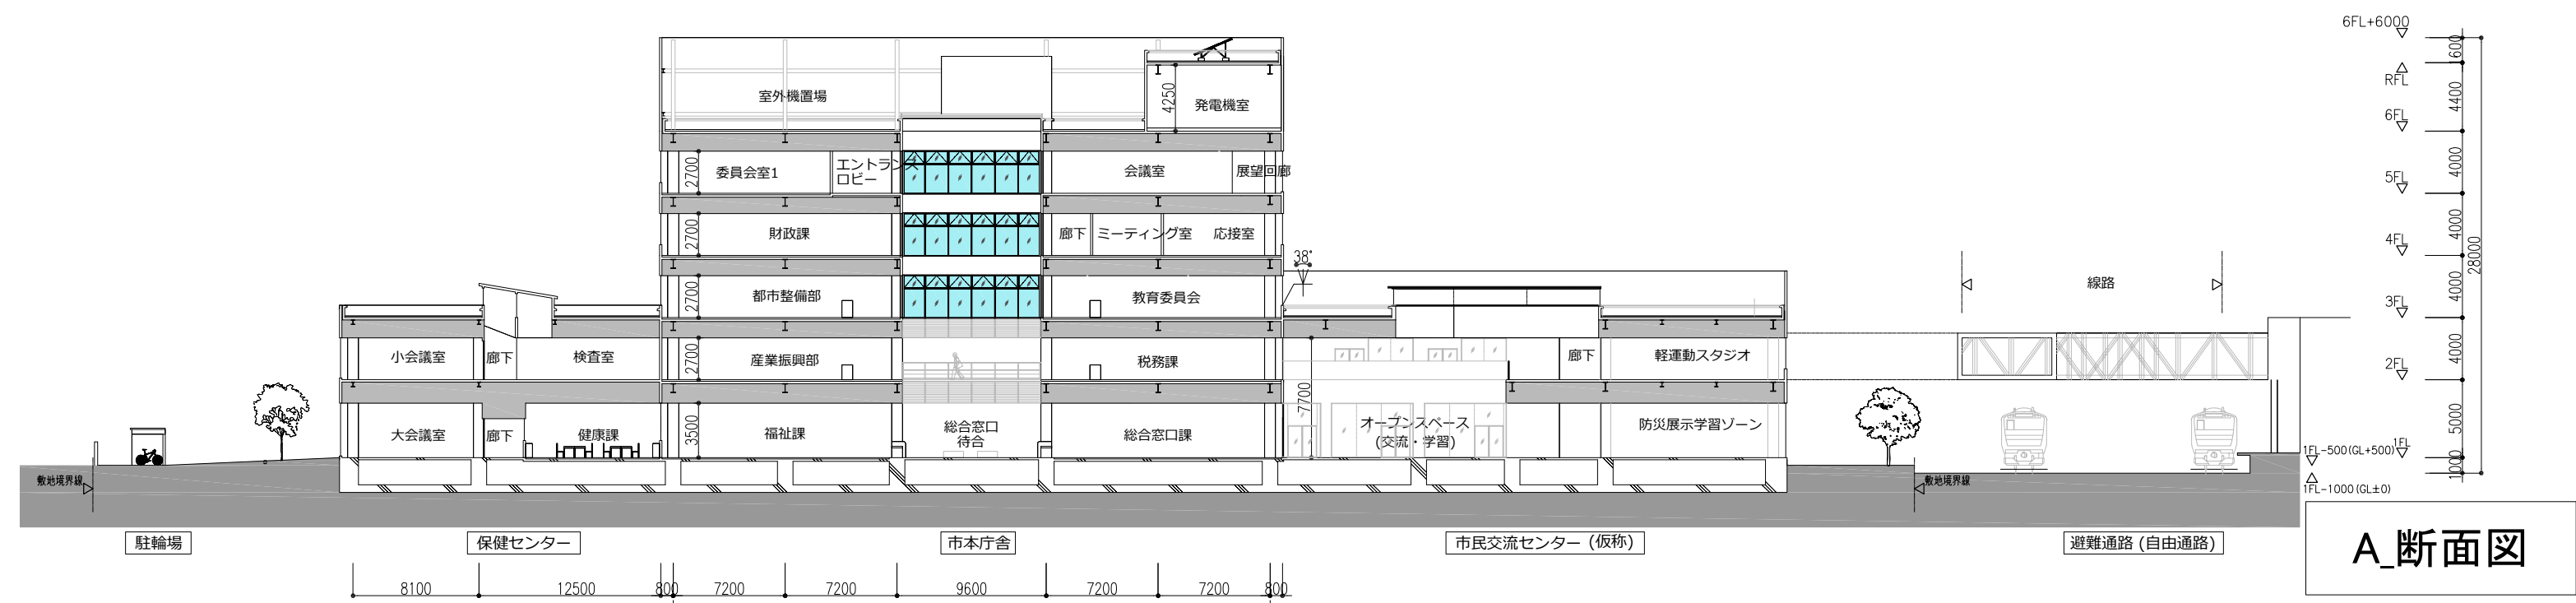 6FL+6000
1600
RFL
4400
6FL
4000
5FL
4000
4FL
4000
3FL
4000
2FL
5000
1FL
1000
28000
1FL-500(GL+500)
1FL-1000(GL±0)
室外機置場
4250
発電機室
2700
委員会室1
エントランス
ロビー
会議室
展望回廊
2700
財政課
廊下
ミーティング室
応接室
38°
2700
都市整備部
教育委員会
線路
小会議室
廊下
検査室
2700
産業振興部
税務課
廊下
軽運動スタジオ
7700
大会議室
廊下
健康課
3500
福祉課
総合窓口
待合
総合窓口課
オープンスペース
(交流・学習)
防災展示学習ゾーン
敷地境界線
敷地境界線
駐輪場
保健センター
市本庁舎
市民交流センター (仮称)
避難通路 (自由通路)
8100
12500
800
7200
7200
9600
7200
7200
800
A_断面図